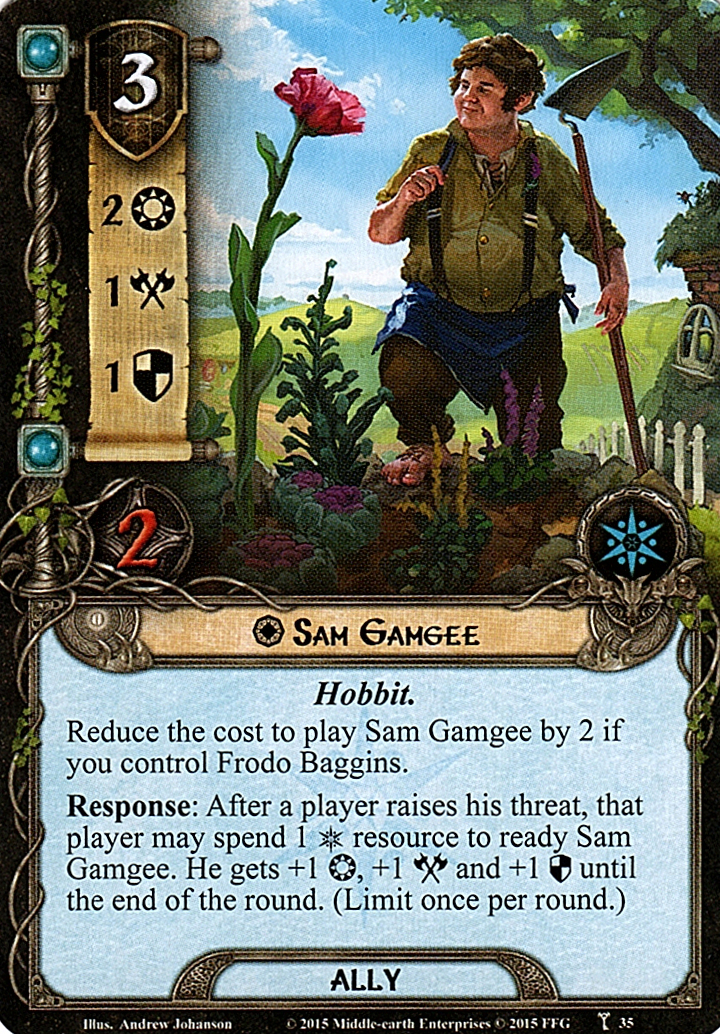 3
2
1
1
2
Sam Gamgee
Hobbit.
Reduce the cost to play Sam Gamgee by 2 if
you control Frodo Baggins.
Response: After a player raises his threat, that
player may spend 1 resource to ready Sam
Gamgee. He gets +1 , +1 and +1 until
the end of the round. (Limit once per round.)
ALLY
Illus. Andrew Johanson © 2015 Middle-earth Enterprises © 2015 FFG 35